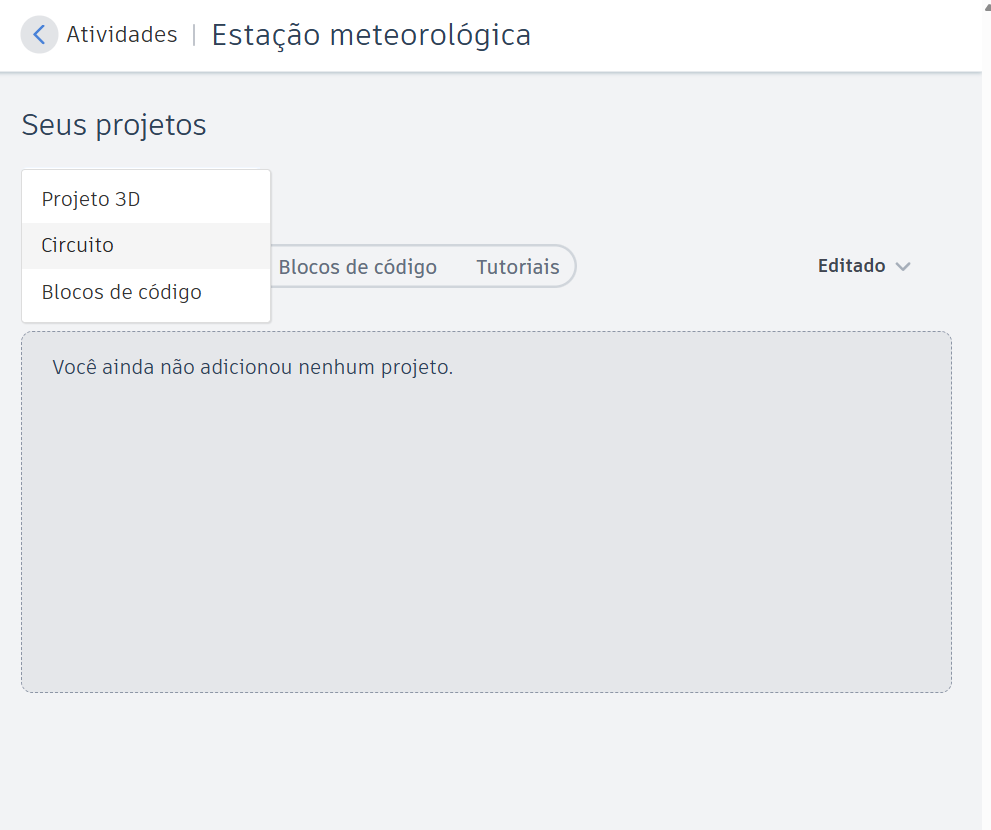 Atividades | Estação meteorológica
Seus projetos
Projeto 3D
Circuito
Blocos de código
Blocos de código Tutoriais Editado
Você ainda não adicionou nenhum projeto.